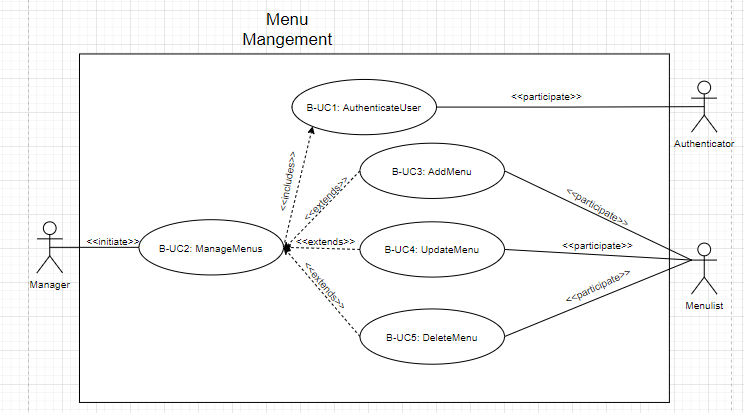 Menu
Mangement
B-UC1: AuthenticateUser
<<participate>>
Authenticator
<<includes>>
B-UC3: AddMenu
<<extends>>
<<participate>>
<<initiate>>
Manager
B-UC2: ManageMenus
<<extends>>
B-UC4: UpdateMenu
<<participate>>
Menulist
<<extends>>
<<participate>>
B-UC5: DeleteMenu